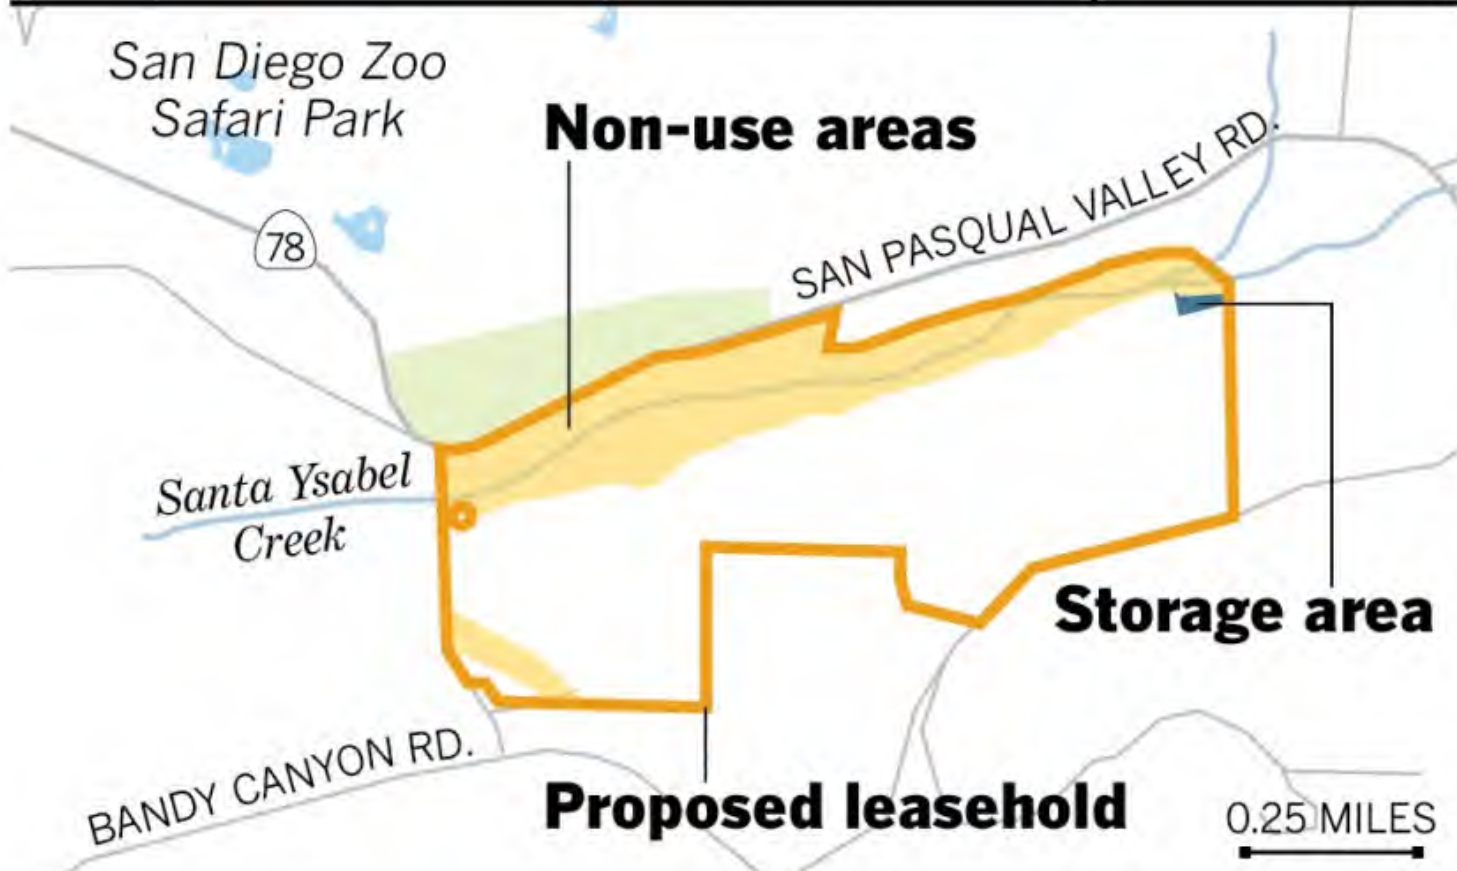 San Diego Zoo
Safari Park
Non-use areas
SAN PASQUAL VALLEY RD.
78
Santa Ysabel
Creek
Storage area
BANDY CANYON RD.
Proposed leasehold
0.25 MILES